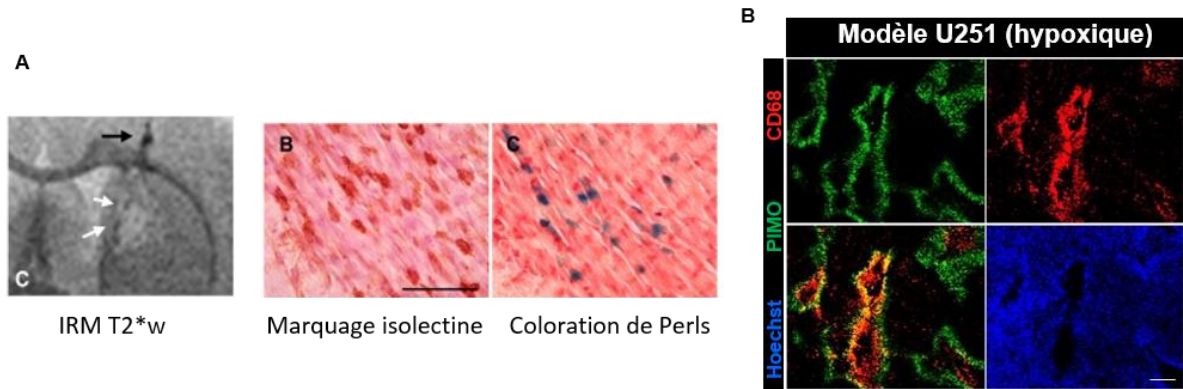 A
C
IRM T2*w
B
C
Marquage isolectine
Coloration de Perls
B
Modèle U251 (hypoxique)
CD68
PIMO
Hoechst